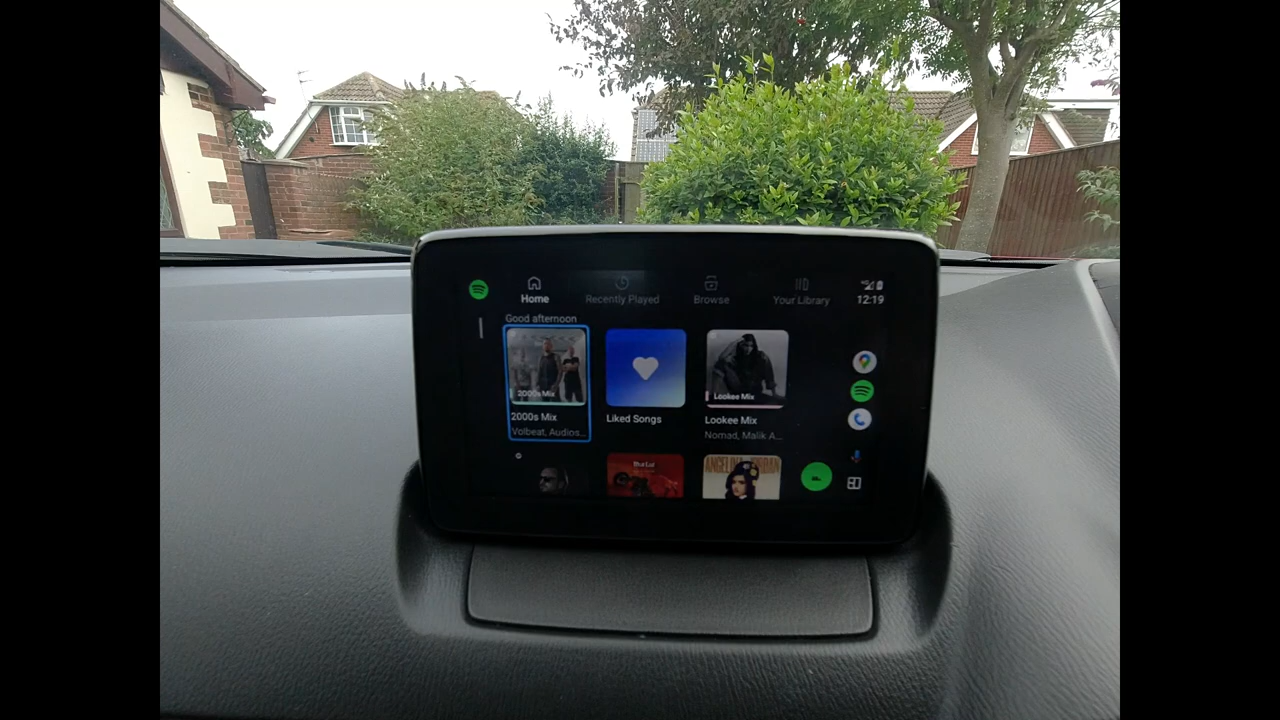 Home
Recently Played
Browse
Your Library
12:19
Good afternoon
2000s Mix
Lookee Mix
2000s Mix
Liked Songs
Lookee Mix
Volbeat, Audios...
Nomad, Malik A...